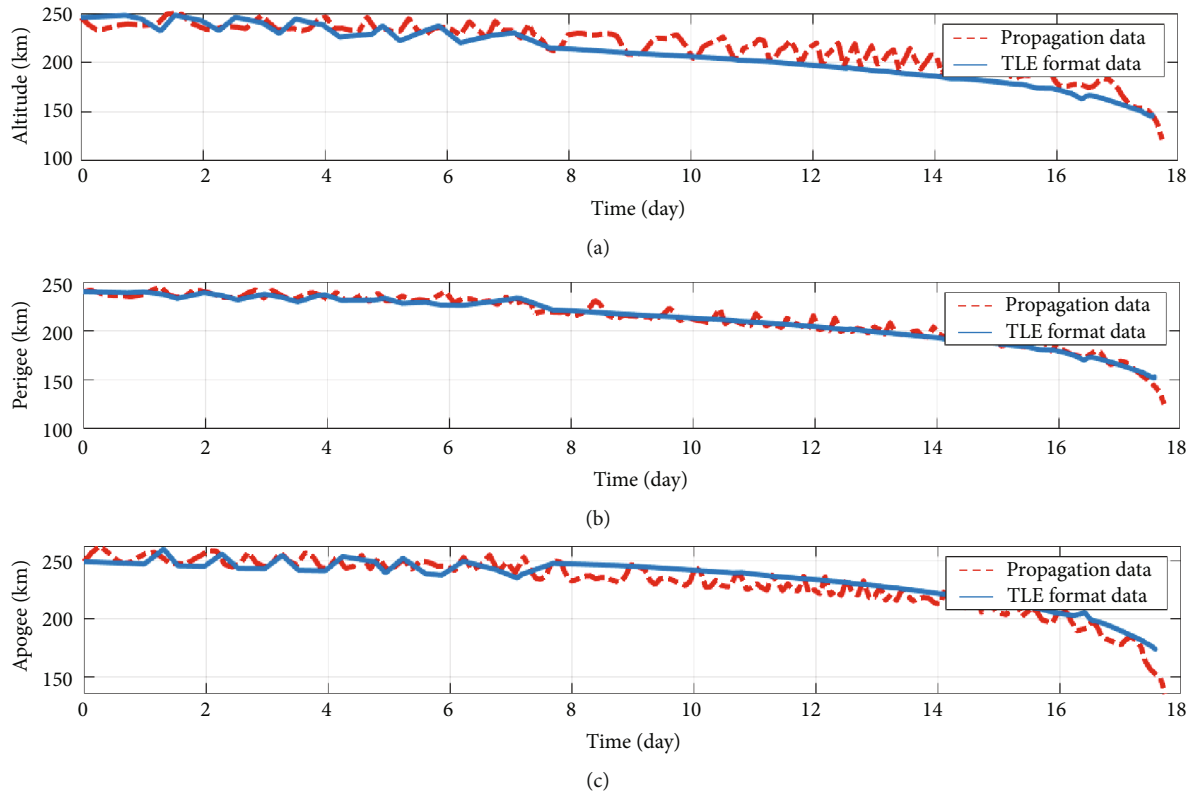 250
200
150
100
Altitude (km)
Propagation data
TLE format data
0 2 4 6 8 10 12 14 16 18
Time (day)
(a)
250
200
150
100
Perigee (km)
Propagation data
TLE format data
0 2 4 6 8 10 12 14 16 18
Time (day)
(b)
250
200
150
Apogee (km)
Propagation data
TLE format data
0 2 4 6 8 10 12 14 16 18
Time (day)
(c)